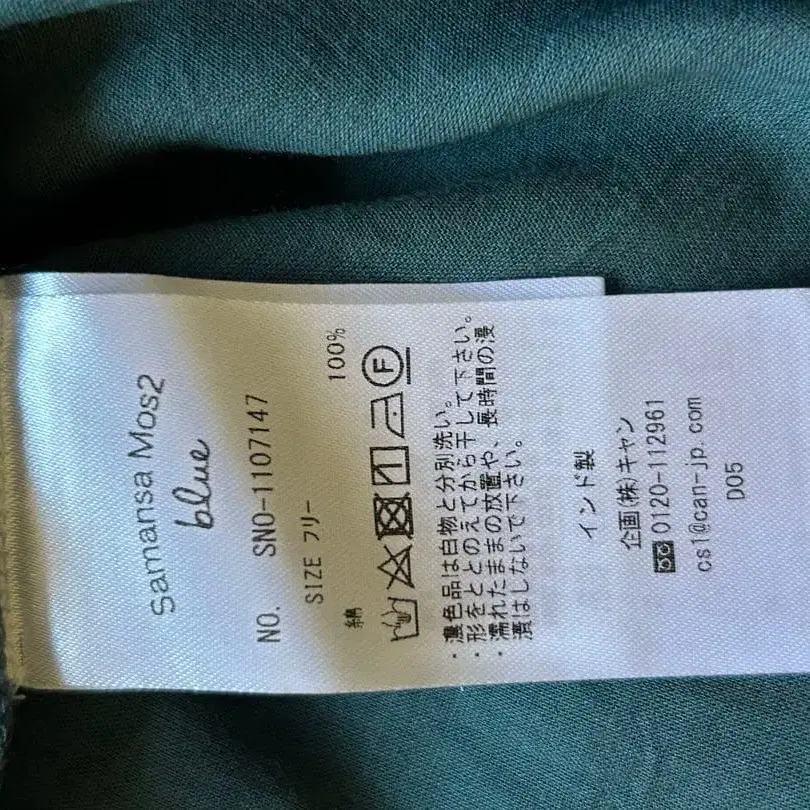 Samansa Mos2
blue
NO. SNO-1107147
SIZE フリー
綿 100%
F
・濃色品は白物と分別洗い。
・形をととのえてから干して下さい。
・濡れたままの放置や、長時間の浸
漬はしないで下さい。
インド製
企画(株)キャン
0120-112961
cs1@can-jp.com
D05